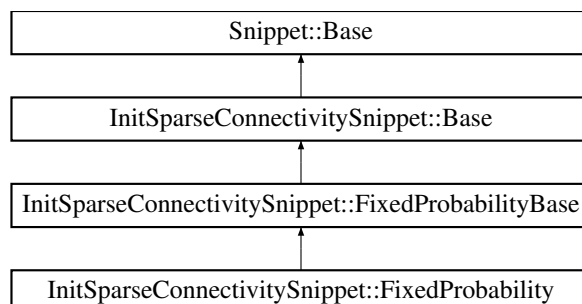 Snippet::Base
InitSparseConnectivitySnippet::Base
InitSparseConnectivitySnippet::FixedProbabilityBase
InitSparseConnectivitySnippet::FixedProbability